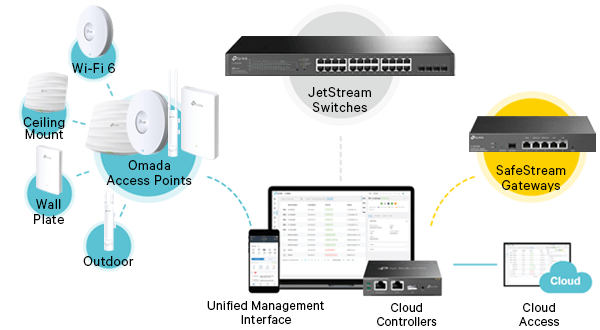 Wi-Fi 6
JetStream
Switches
Ceiling
Mount
Omada
Access Points
SafeStream
Gateways
Wall
Plate
Outdoor
Unified Management
Interface
Cloud
Controllers
Cloud
Cloud
Access